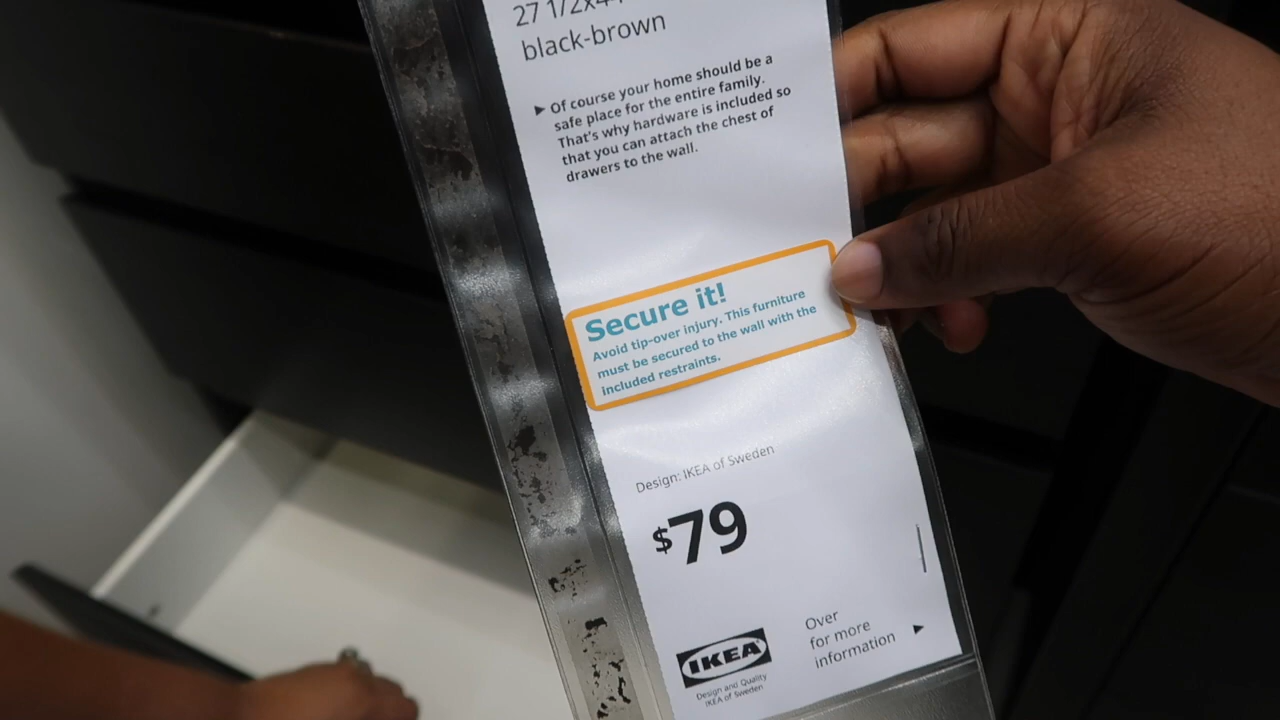 27 1/2x4
black-brown
▶ Of course your home should be a
safe place for the entire family.
That's why hardware is included so
that you can attach the chest of
drawers to the wall.
Secure it!
Avoid tip-over injury. This furniture
must be secured to the wall with the
included restraints.
Design: IKEA of Sweden
$79
IKEA
Design and Quality
IKEA of Sweden
Over
for more
information ▶